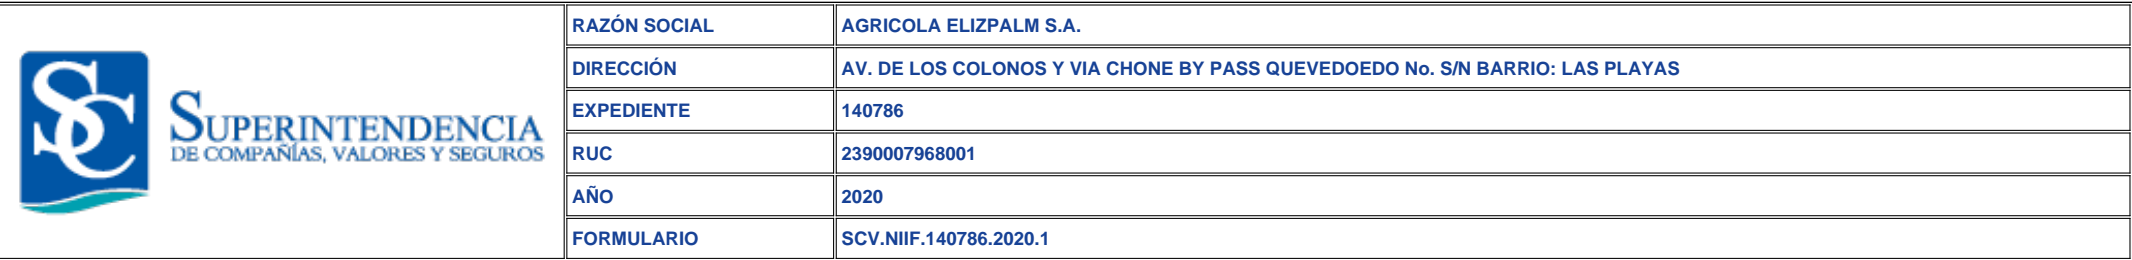 SC
SUPERINTENDENCIA
DE COMPAÑÍAS, VALORES Y SEGUROS
RAZÓN SOCIAL AGRICOLA ELIZPALM S.A.
DIRECCIÓN AV. DE LOS COLONOS Y VIA CHONE BY PASS QUEVEDOEDO No. S/N BARRIO: LAS PLAYAS
EXPEDIENTE 140786
RUC 2390007968001
AÑO 2020
FORMULARIO SCV.NIIF.140786.2020.1